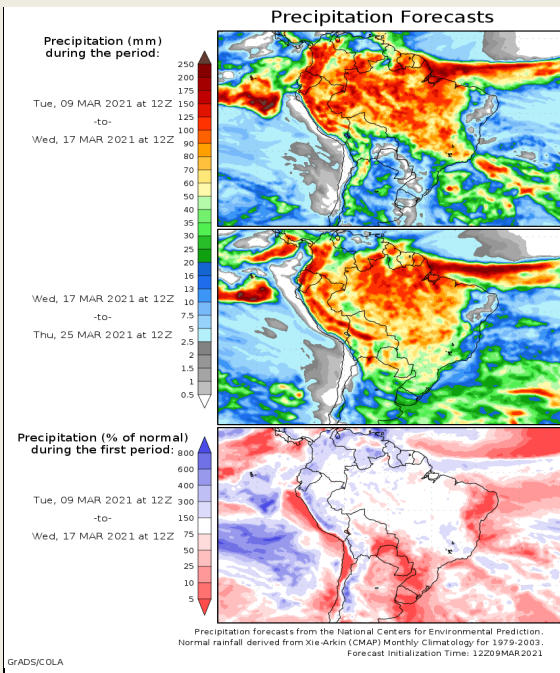 Precipitation Forecasts
Precipitation (mm)
during the period:
Tue, 09 MAR 2021 at 12Z
-to-
Wed, 17 MAR 2021 at 12Z
250
200
175
150
125
100
90
80
70
60
50
40
35
30
25
20
16
13
10
7.5
5
2.5
2
1.5
1
0.5
Wed, 17 MAR 2021 at 12Z
-to-
Thu, 25 MAR 2021 at 12Z
Precipitation (% of normal)
during the first period:
Tue, 09 MAR 2021 at 12Z
-to-
Wed, 17 MAR 2021 at 12Z
800
600
400
300
150
75
50
25
10
5
Precipitation forecasts from the National Centers for Environmental Prediction.
Normal rainfall derived from Xie-Arkin (CMAP) Monthly Climatology for 1979-2003.
Forecast Initialization Time: 12Z09MAR2021
GrADS/COLA